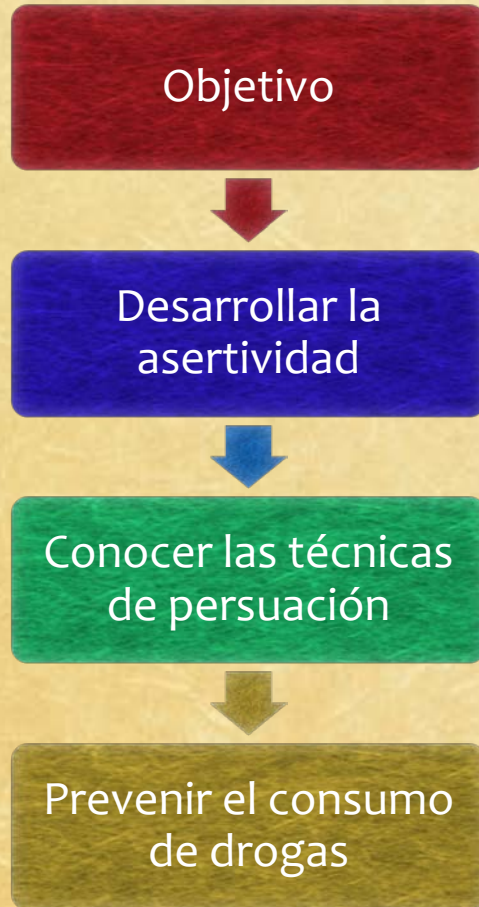 Objetivo
Desarrollar la
asertividad
Conocer las técnicas
de persuación
Prevenir el consumo
de drogas